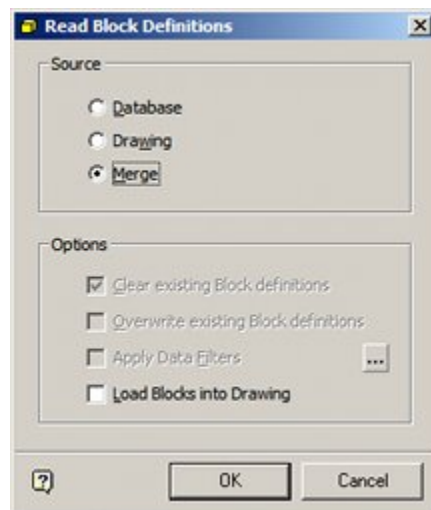 Read Block Definitions
Source
Database
Drawing
Merge
Options
Clear existing Block definitions
Overwrite existing Block definitions
Apply Data Filters
...
Load Blocks into Drawing
OK
Cancel